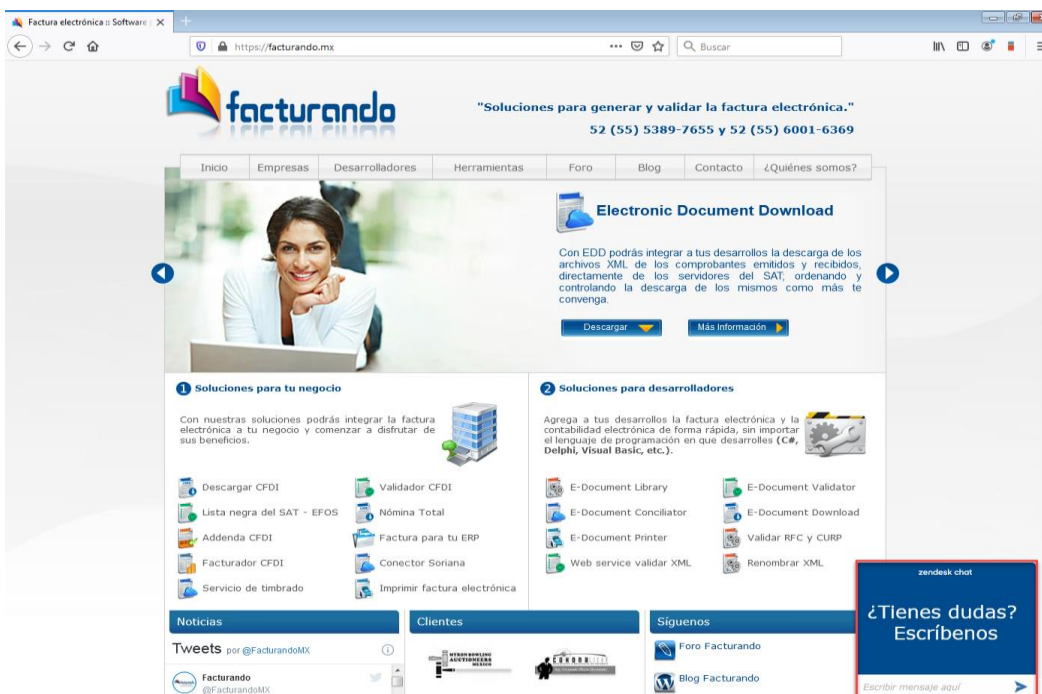 Factura electrónica :: Software
https://facturando.mx
Buscar
facturando
"Soluciones para generar y validar la factura electrónica."
52 (55) 5389-7655 y 52 (55) 6001-6369
Inicio Empresas Desarrolladores Herramientas Foro Blog Contacto ¿Quiénes somos?
Electronic Document Download
Con EDD podrás integrar a tus desarrollos la descarga de los
archivos XML de los comprobantes emitidos y recibidos,
directamente de los servidores del SAT, ordenando y
controlando la descarga de los mismos como más te
convenga.
Descargar Más Información
1 Soluciones para tu negocio
Con nuestras soluciones podrás integrar la factura
electrónica a tu negocio y comenzar a disfrutar de
sus beneficios.
Descargar CFDI Validador CFDI
Lista negra del SAT - EFOS Nómina Total
Addenda CFDI Factura para tu ERP
Facturador CFDI Conector Soriana
Servicio de timbrado Imprimir factura electrónica
2 Soluciones para desarrolladores
Agrega a tus desarrollos la factura electrónica y la
contabilidad electrónica de forma rápida, sin importar
el lenguaje de programación en que desarrolles (C#,
Delphi, Visual Basic, etc.).
E-Document Library E-Document Validator
E-Document Conciliator E-Document Download
E-Document Printer Validar RFC y CURP
Web service validar XML Renombrar XML
Noticias
Tweets por @FacturandoMX
Facturando
@FacturandoMX
Clientes
MYRON BOWLING
AUCTIONEERS
MEXICO
Síguenos
Foro Facturando
Blog Facturando
zendesk chat
¿Tienes dudas?
Escríbenos
Escribir mensaje aquí